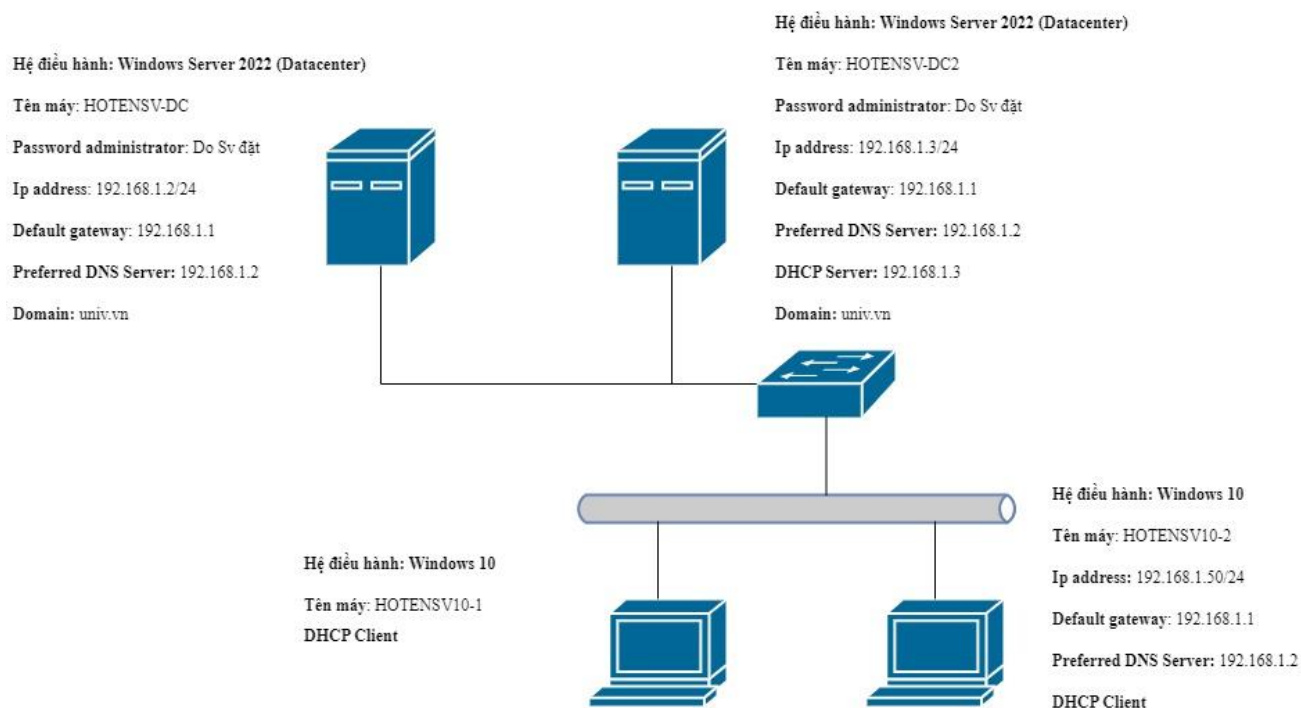 Hệ điều hành: Windows Server 2022 (Datacenter)
Tên máy: HOTENSV-DC
Password administrator: Do Sv đặt
Ip address: 192.168.1.2/24
Default gateway: 192.168.1.1
Preferred DNS Server: 192.168.1.2
Domain: univ.vn
Hệ điều hành: Windows Server 2022 (Datacenter)
Tên máy: HOTENSV-DC2
Password administrator: Do Sv đặt
Ip address: 192.168.1.3/24
Default gateway: 192.168.1.1
Preferred DNS Server: 192.168.1.2
DHCP Server: 192.168.1.3
Domain: univ.vn
Hệ điều hành: Windows 10
Tên máy: HOTENSV10-1
DHCP Client
Hệ điều hành: Windows 10
Tên máy: HOTENSV10-2
Ip address: 192.168.1.50/24
Default gateway: 192.168.1.1
Preferred DNS Server: 192.168.1.2
DHCP Client